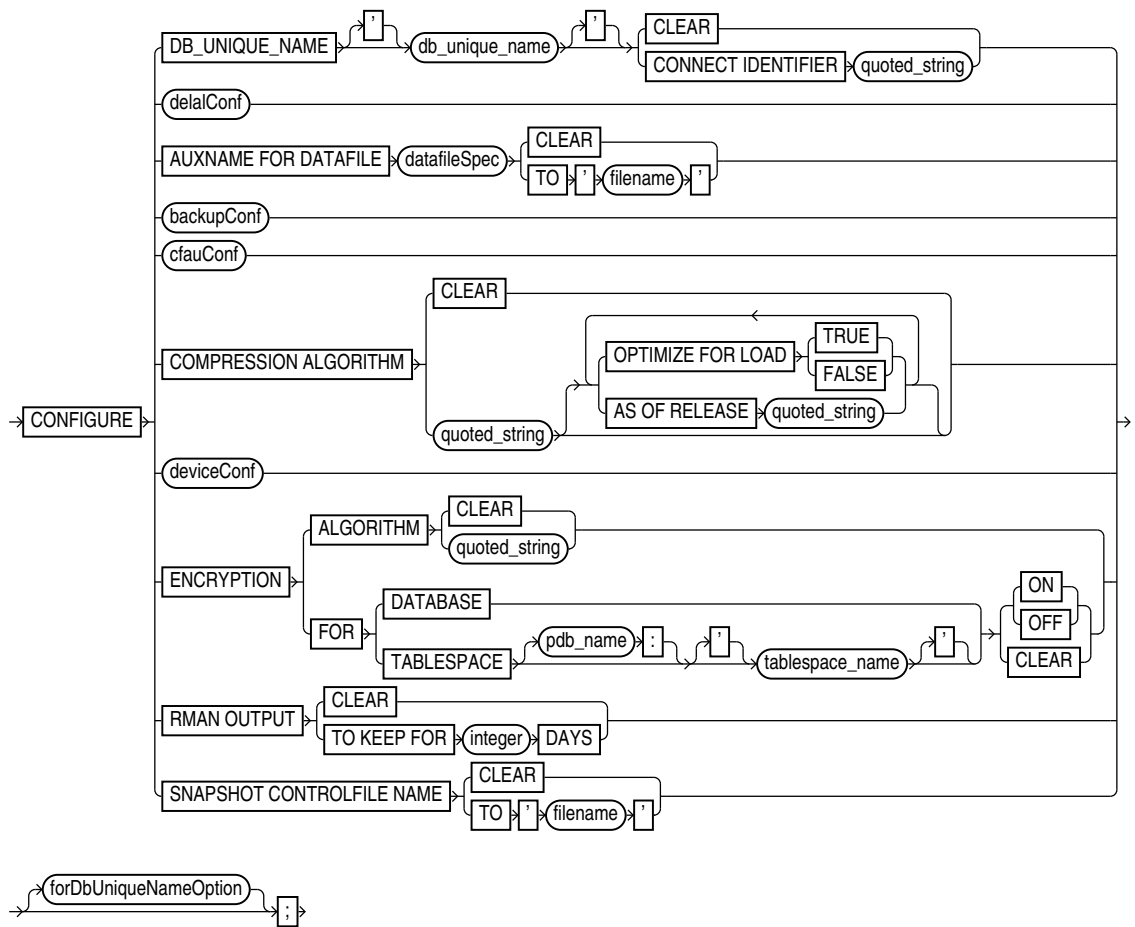 ' '
DB_UNIQUE_NAME db_unique_name CLEAR
CONNECT IDENTIFIER quoted_string
delalConf
AUXNAME FOR DATAFILE datafileSpec CLEAR
TO ' filename '
backupConf
cfauConf
CLEAR
OPTIMIZE FOR LOAD TRUE
FALSE
COMPRESSION ALGORITHM
AS OF RELEASE quoted_string
CONFIGURE
quoted_string
deviceConf
ALGORITHM CLEAR
quoted_string
ENCRYPTION
DATABASE ON
FOR OFF
TABLESPACE pdb_name : ' tablespace_name ' CLEAR
RMAN OUTPUT CLEAR
TO KEEP FOR integer DAYS
SNAPSHOT CONTROLFILE NAME CLEAR
TO ' filename '
forDbUniqueNameOption
;